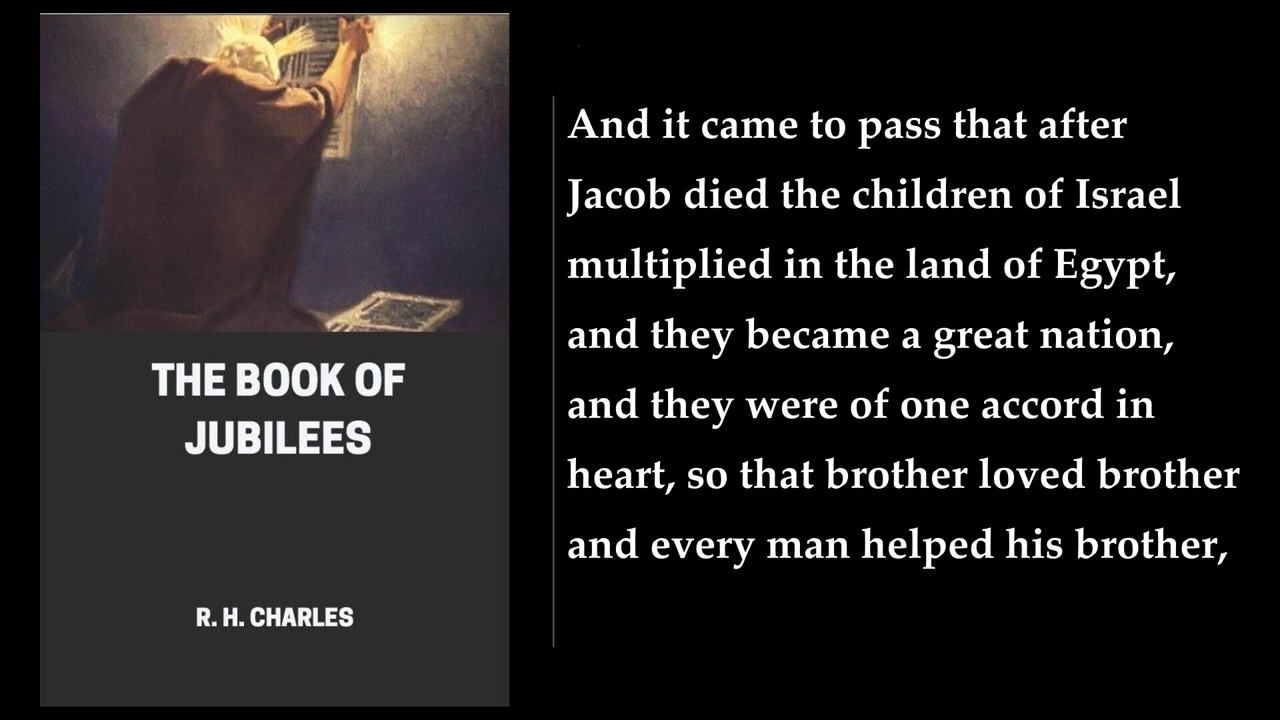 THE BOOK OF
JUBILEES
R. H. CHARLES
And it came to pass that after
Jacob died the children of Israel
multiplied in the land of Egypt,
and they became a great nation,
and they were of one accord in
heart, so that brother loved brother
and every man helped his brother,